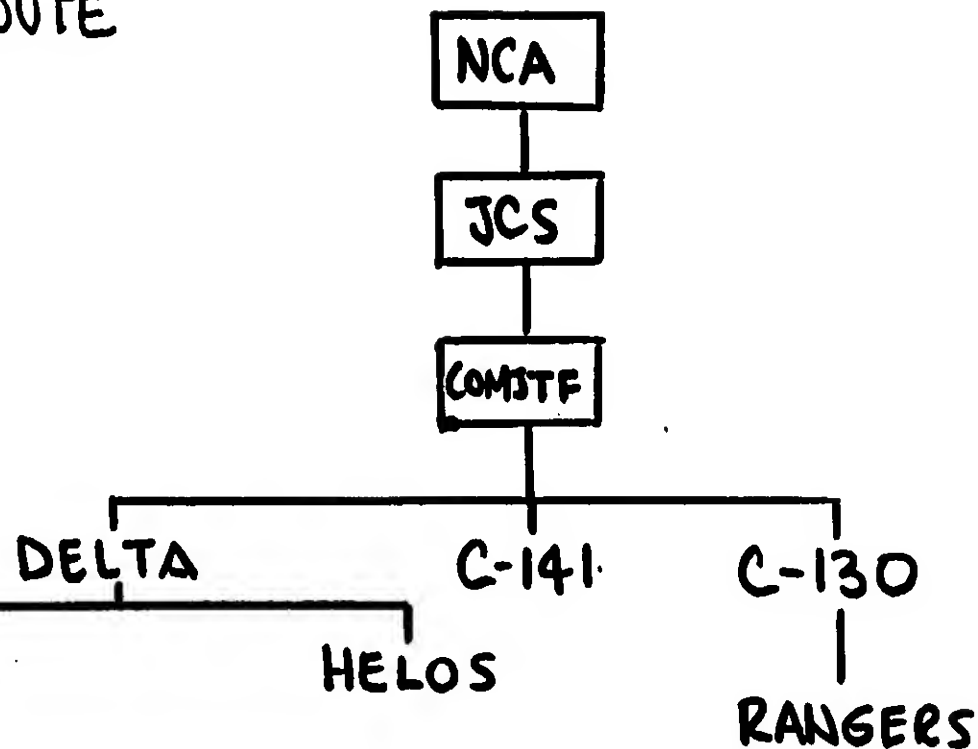 NCA
JCS
COMJTF
DELTA C-141 C-130
HELOS
RANGERS